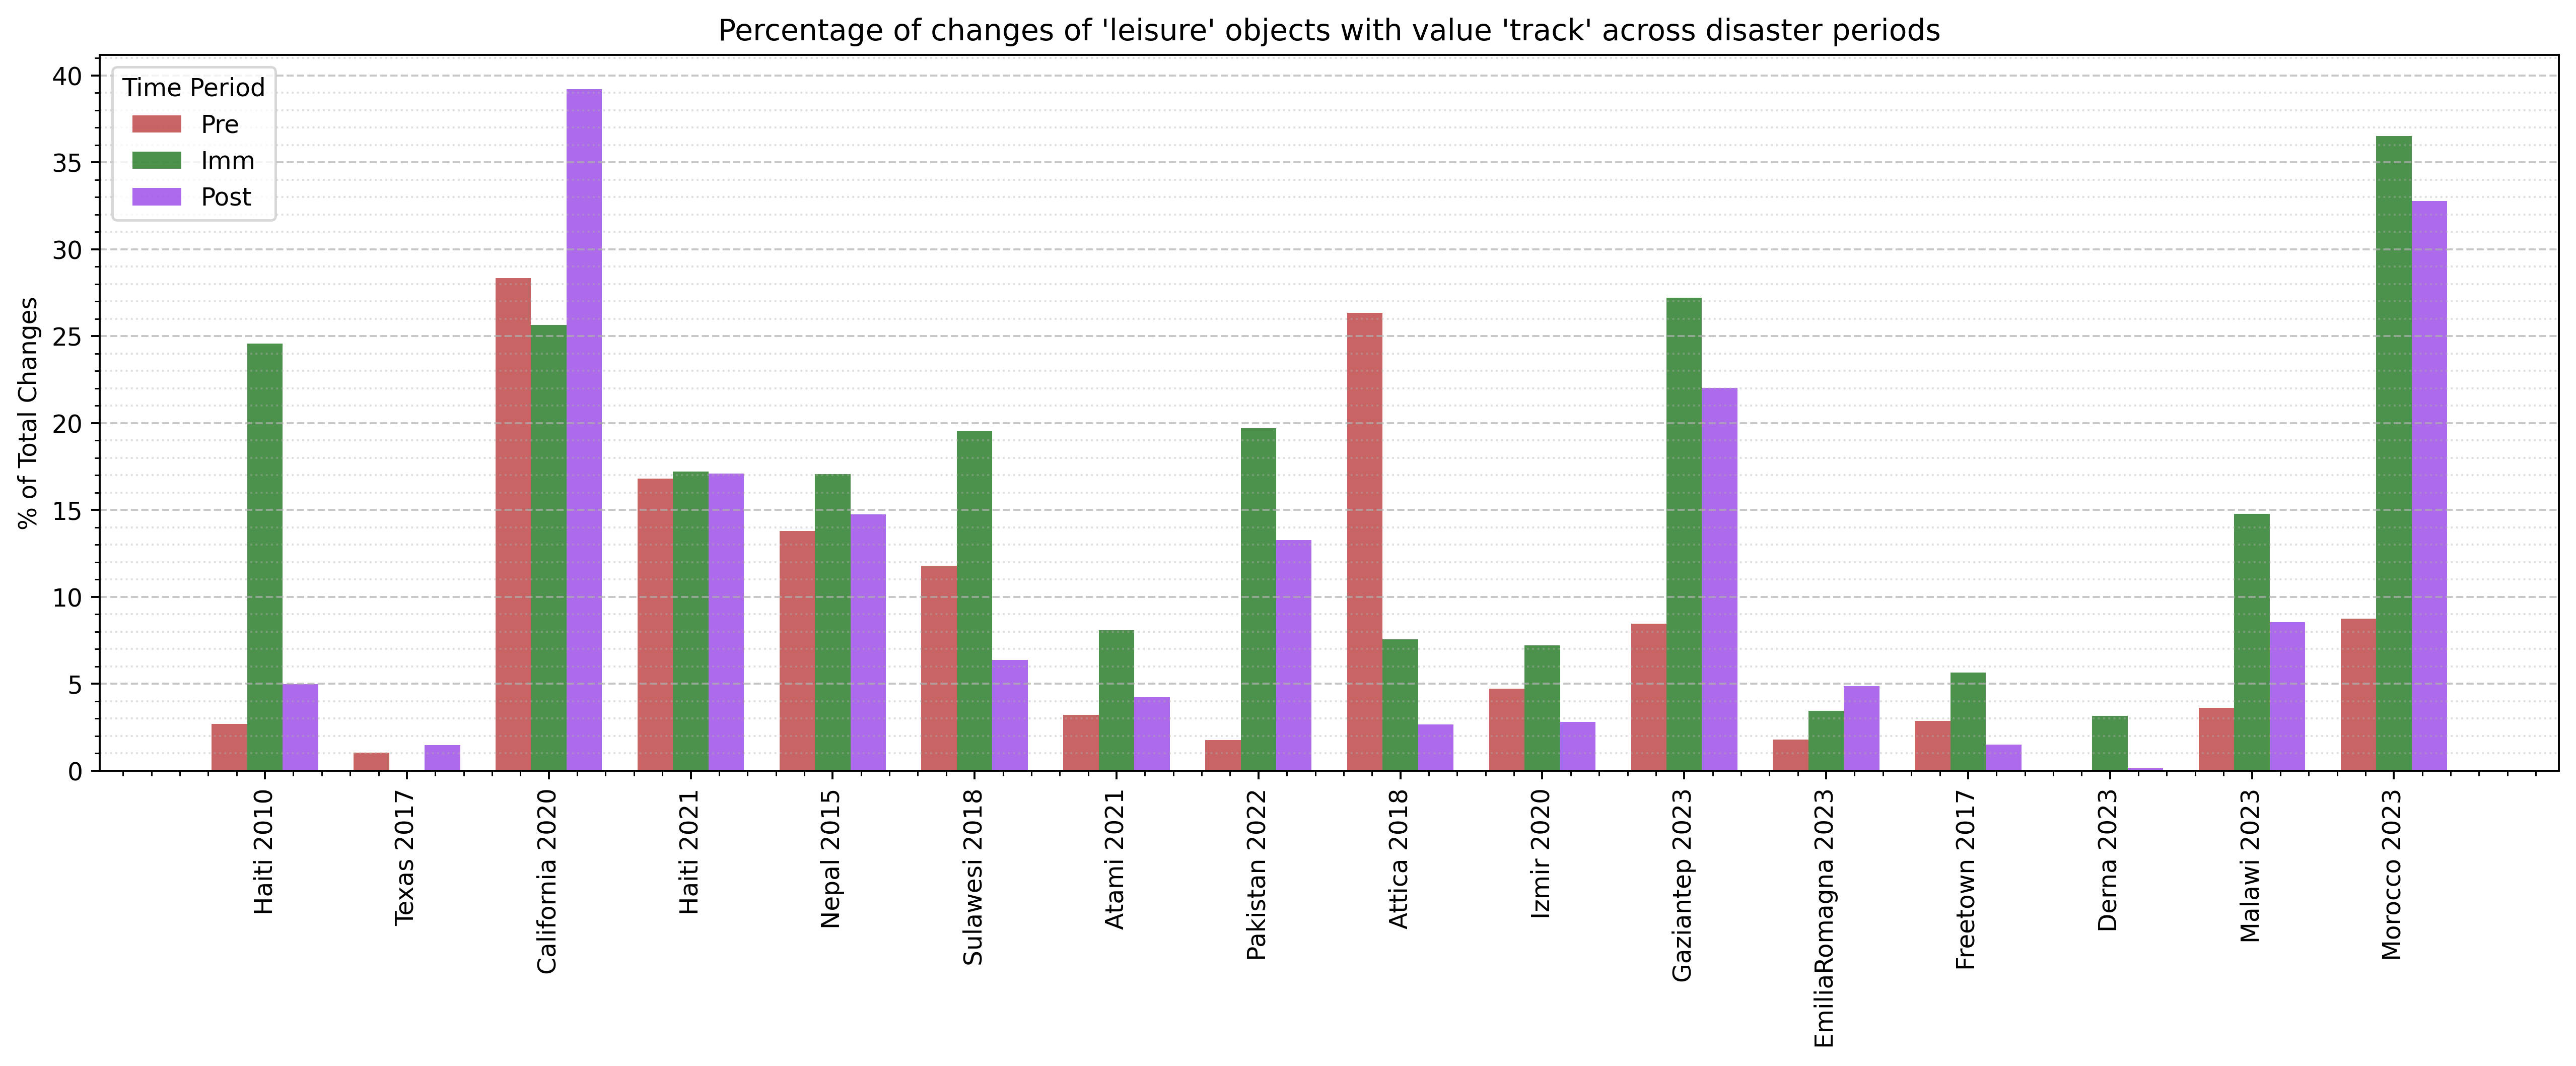 Percentage of changes of 'leisure' objects with value 'track' across disaster periods
Time Period
Pre
Imm
Post
% of Total Changes
40
35
30
25
20
15
10
5
0
Haiti 2010
Texas 2017
California 2020
Haiti 2021
Nepal 2015
Sulawesi 2018
Atami 2021
Pakistan 2022
Attica 2018
Izmir 2020
Gaziantep 2023
EmiliaRomagna 2023
Freetown 2017
Derna 2023
Malawi 2023
Morocco 2023